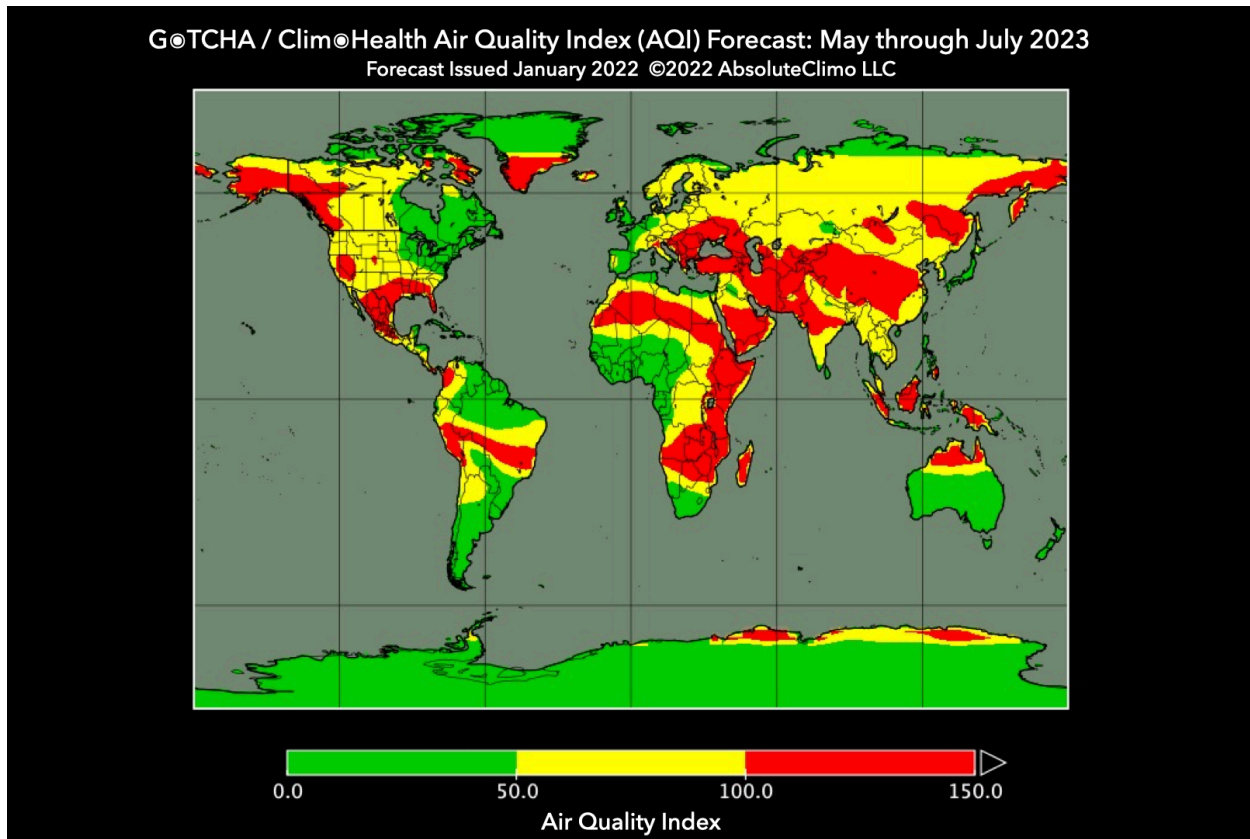 G◉TCHA / Clim◉Health Air Quality Index (AQI) Forecast: May through July 2023
Forecast Issued January 2022 ©2022 AbsoluteClimo LLC
0.0 50.0 100.0 150.0
Air Quality Index